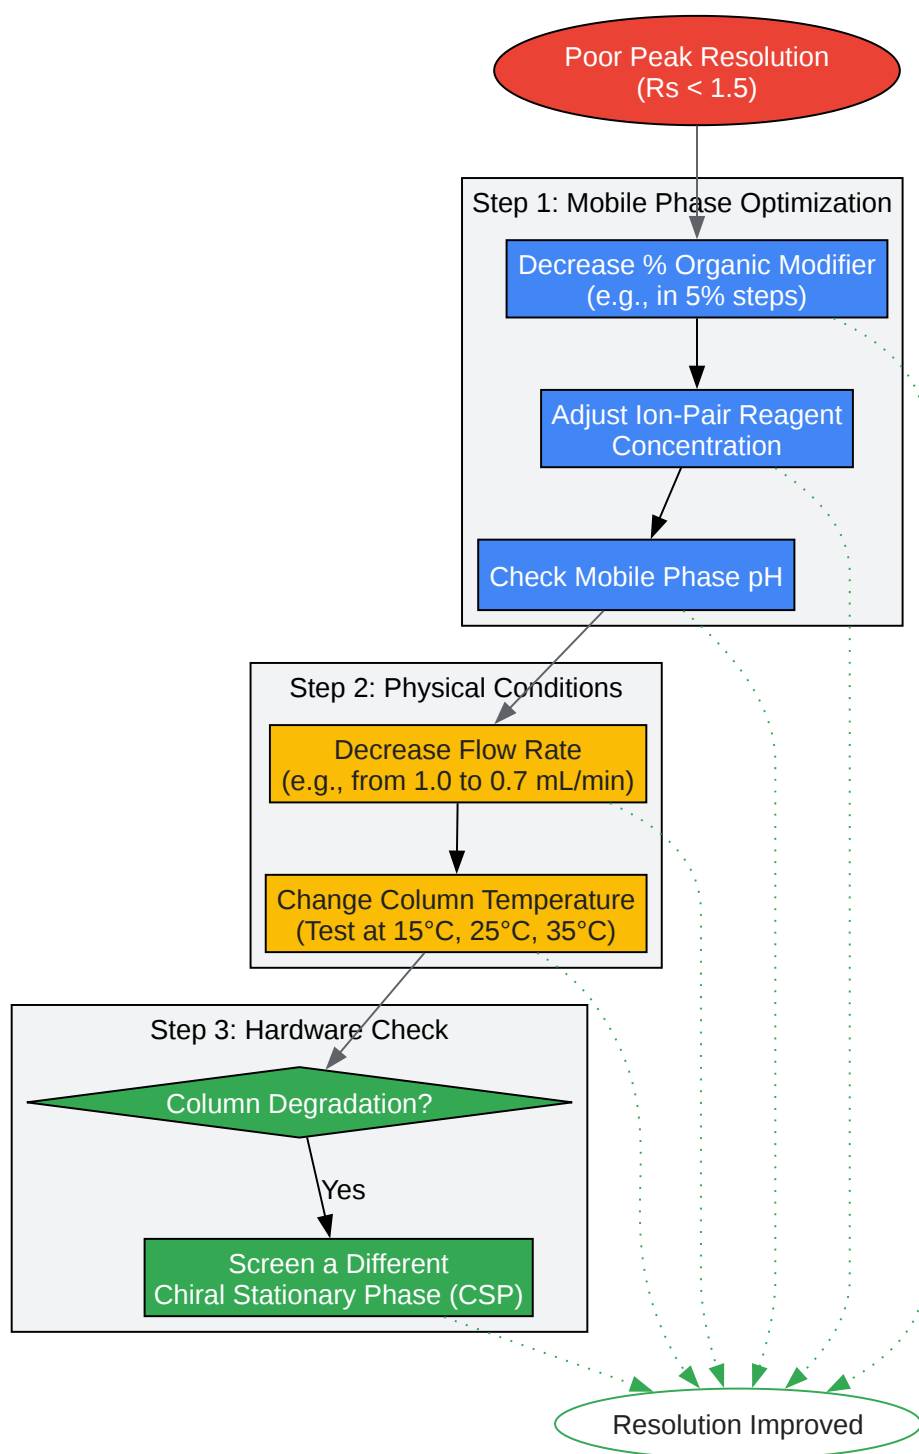 Poor Peak Resolution
(Rs < 1.5)
Step 1: Mobile Phase Optimization
Decrease % Organic Modifier
(e.g., in 5% steps)
Adjust Ion-Pair Reagent
Concentration
Check Mobile Phase pH
Step 2: Physical Conditions
Decrease Flow Rate
(e.g., from 1.0 to 0.7 mL/min)
Change Column Temperature
(Test at 15°C, 25°C, 35°C)
Step 3: Hardware Check
Column Degradation?
Yes
Screen a Different
Chiral Stationary Phase (CSP)
Resolution Improved